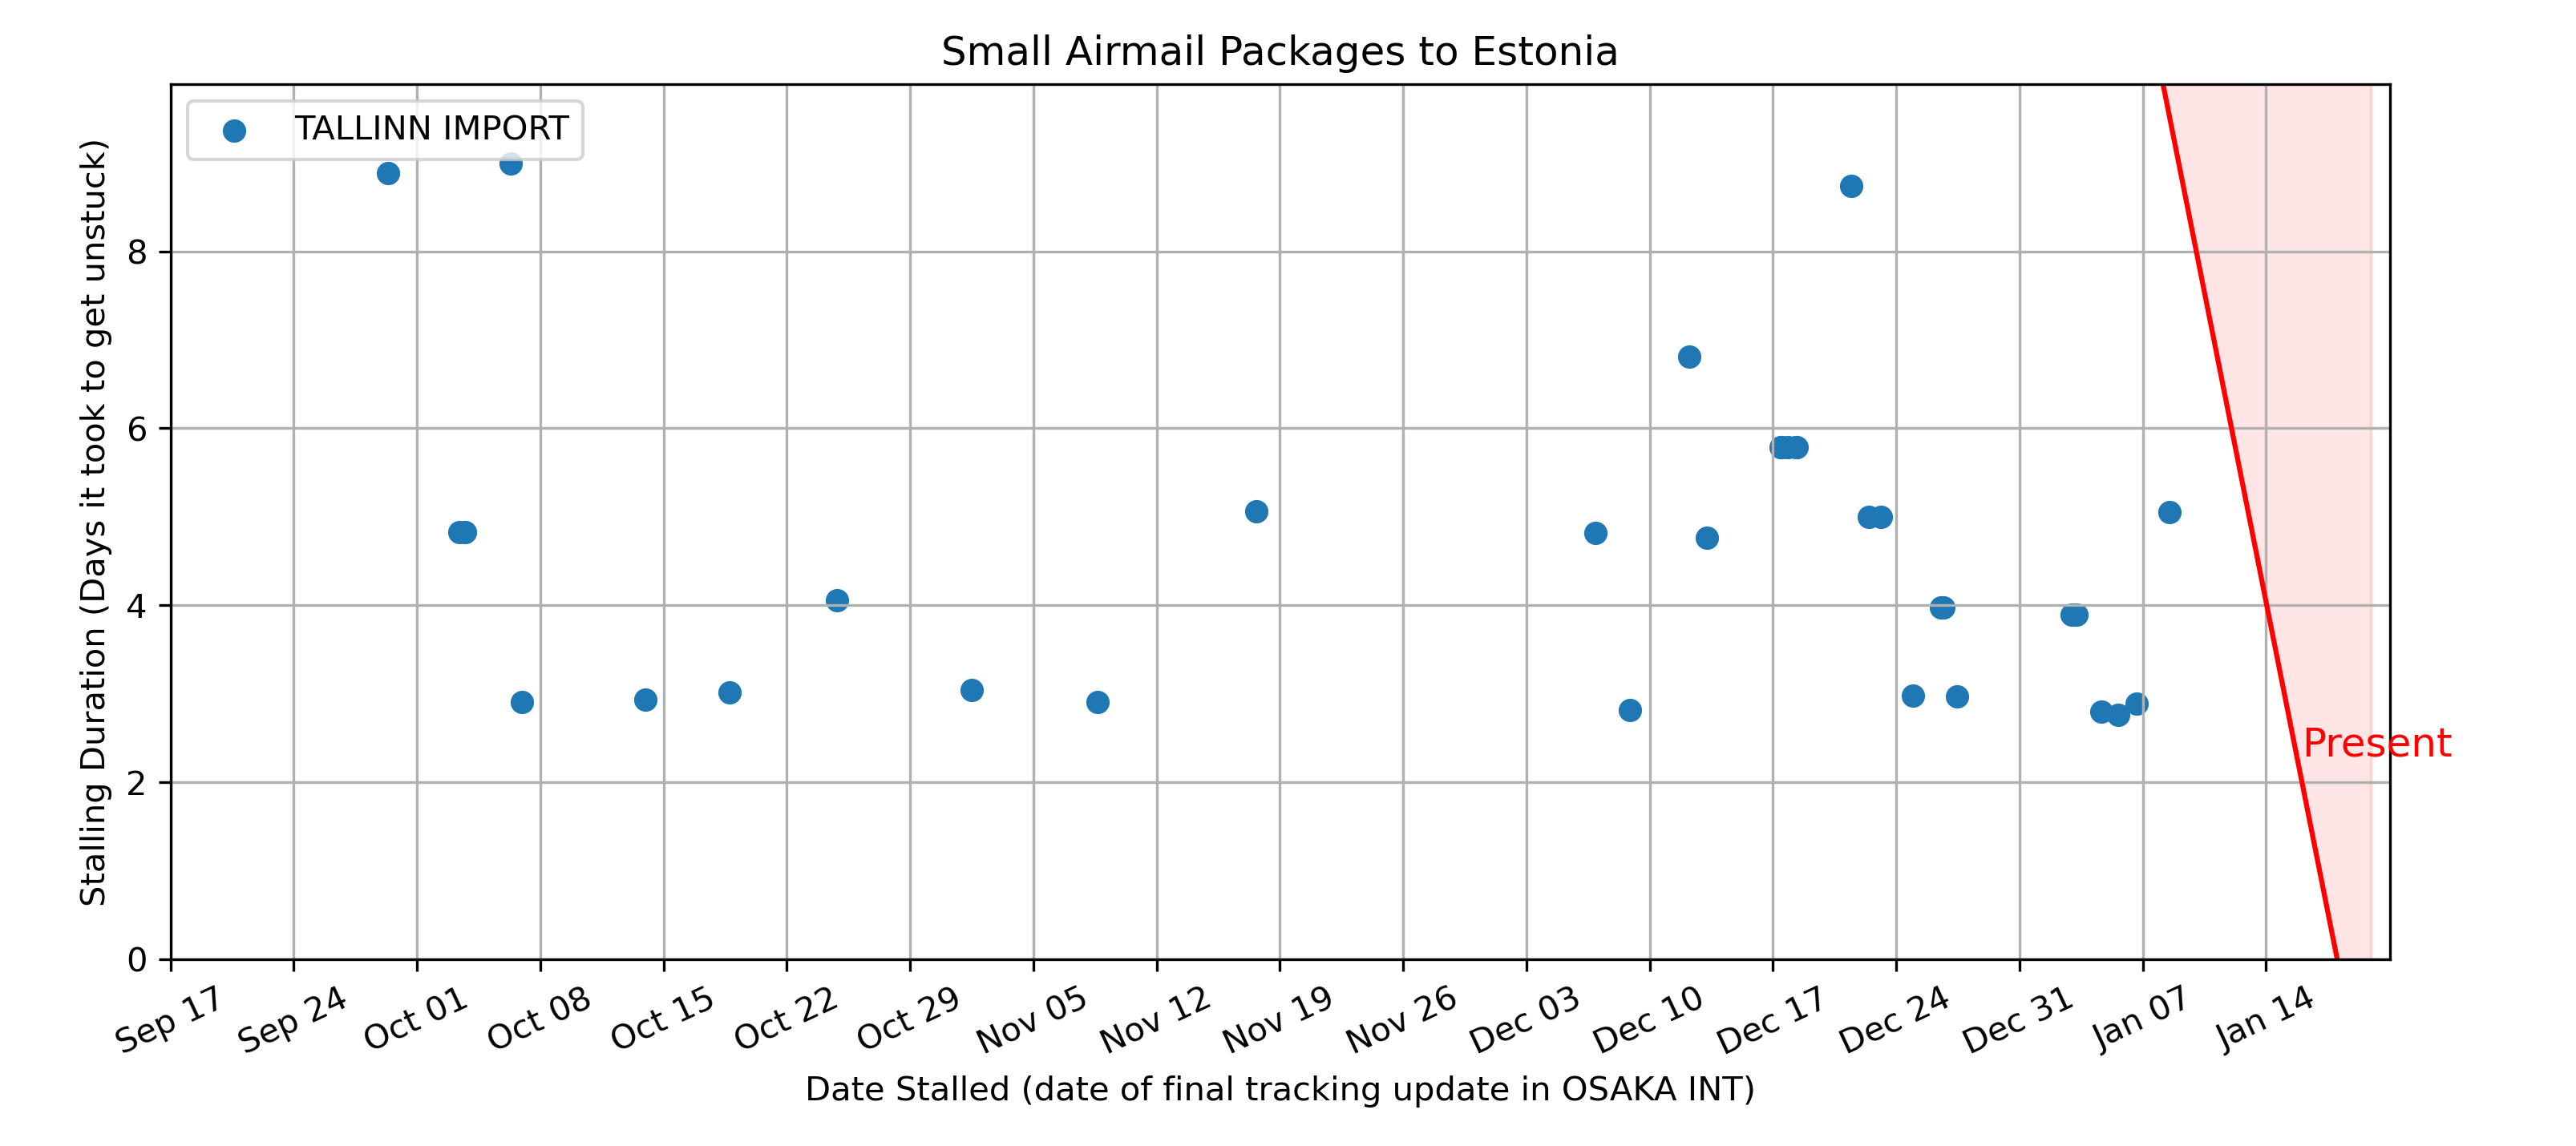 Small Airmail Packages to Estonia
TALLINN IMPORT
Stalling Duration (Days it took to get unstuck)
8
6
4
2
0
Present
Sep 17
Sep 24
Oct 01
Oct 08
Oct 15
Oct 22
Oct 29
Nov 05
Nov 12
Nov 19
Nov 26
Dec 03
Dec 10
Dec 17
Dec 24
Dec 31
Jan 07
Jan 14
Date Stalled (date of final tracking update in OSAKA INT)